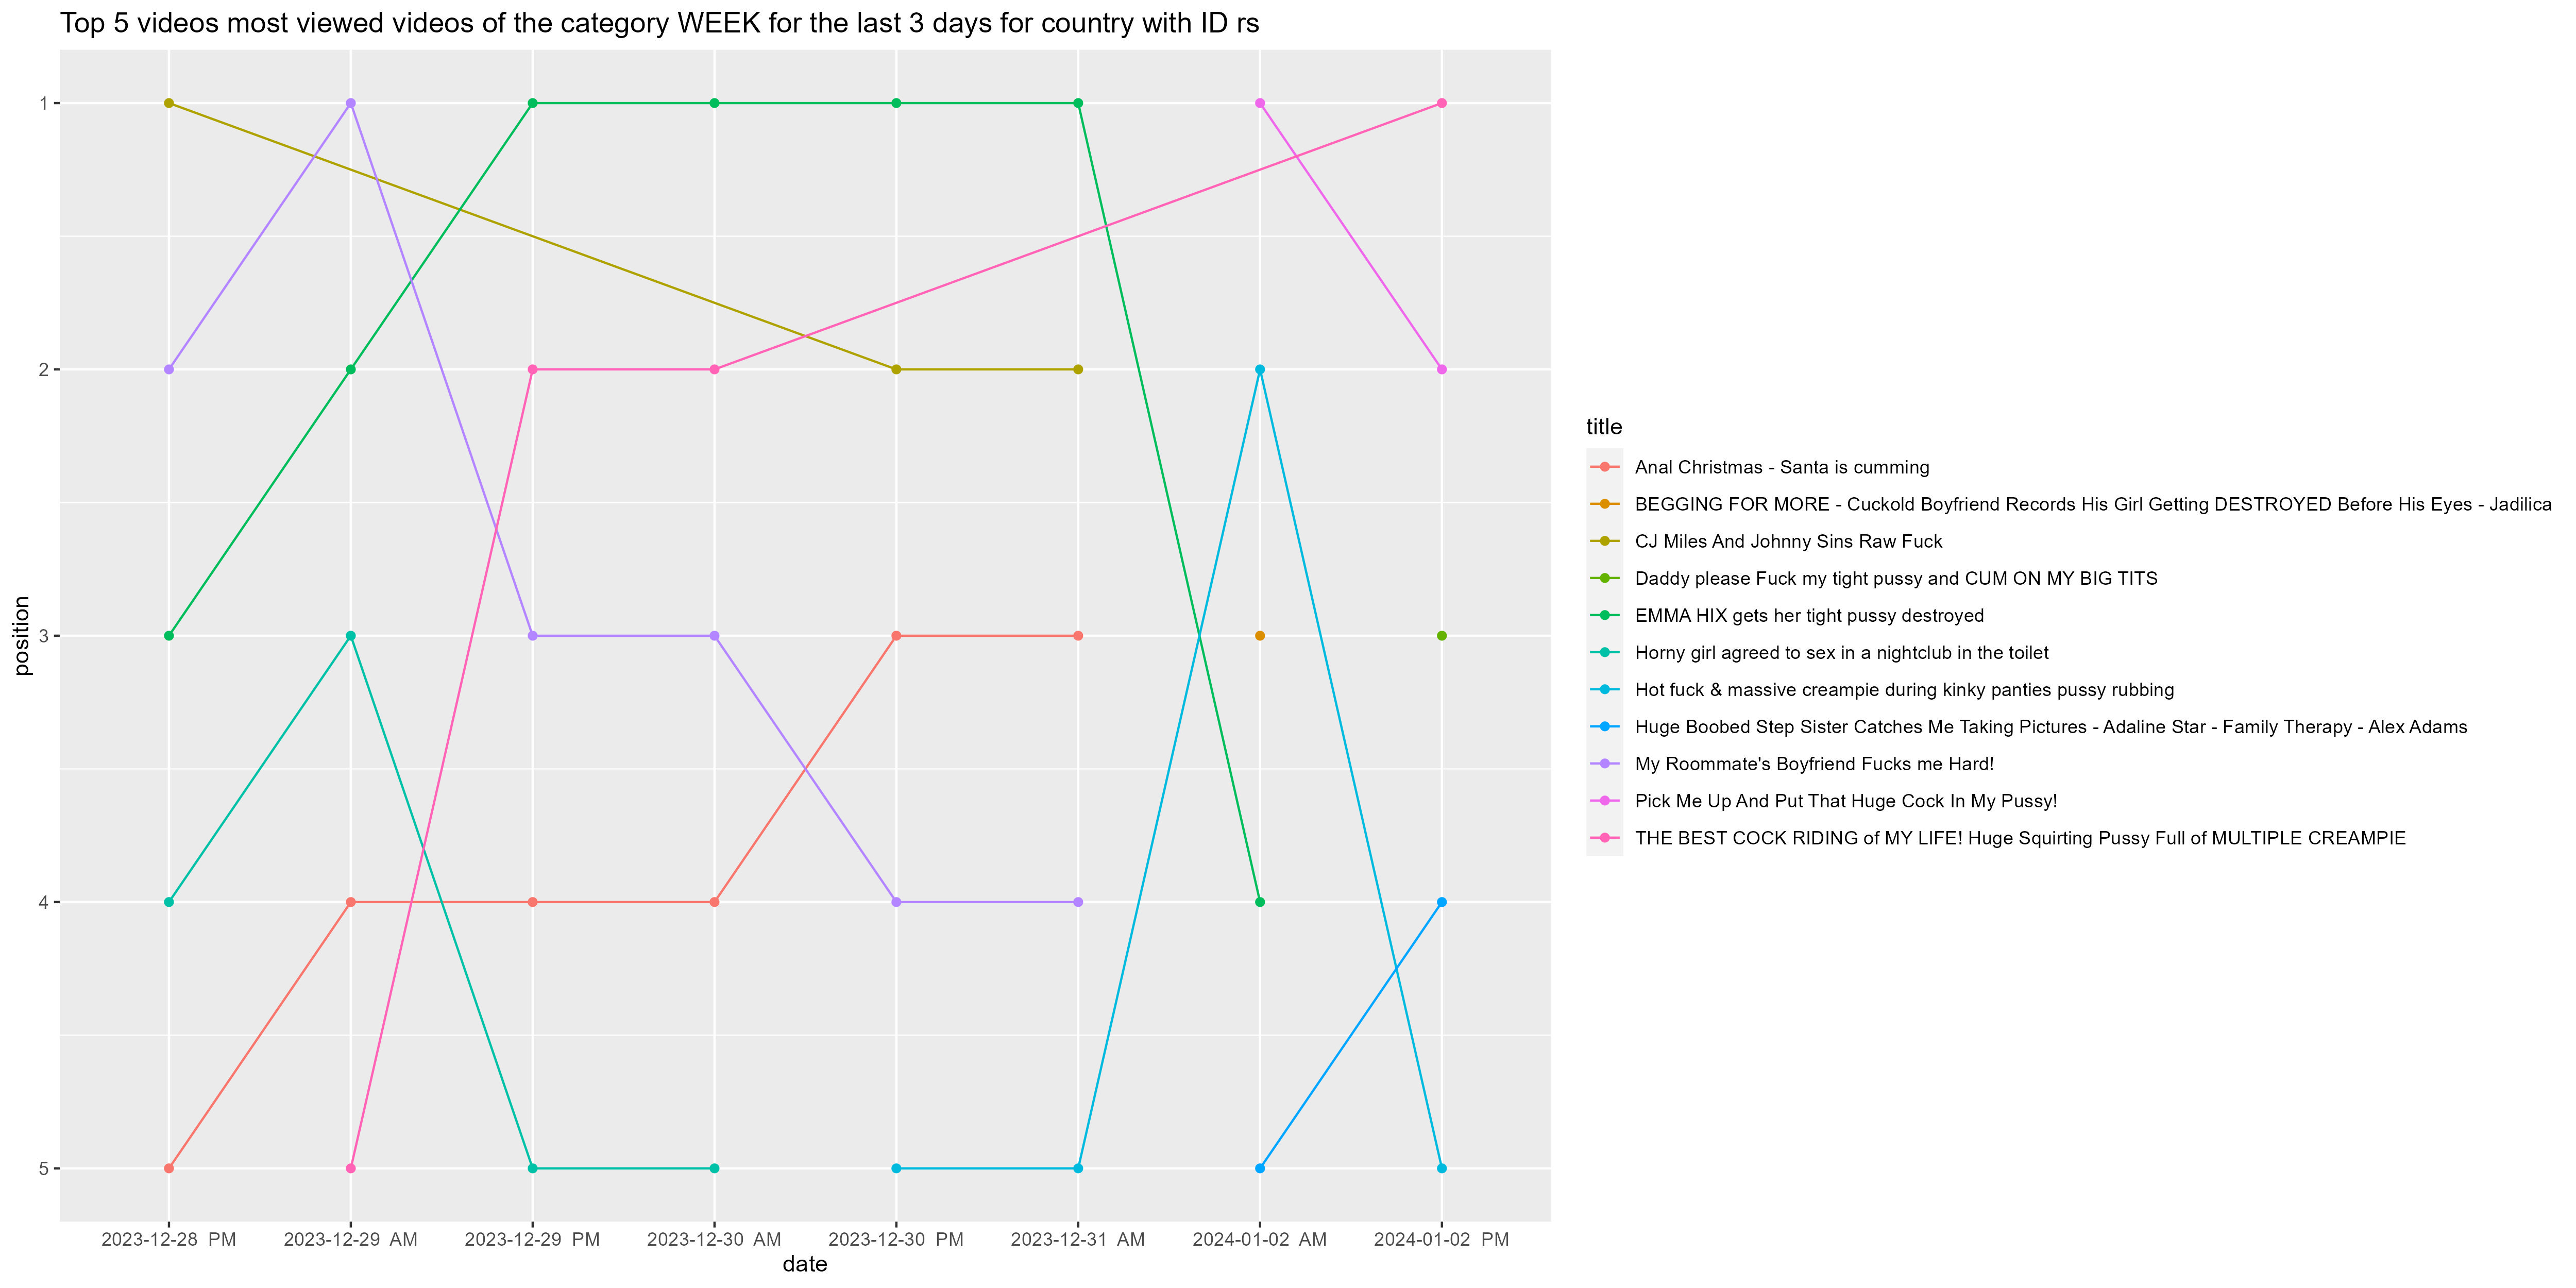 Top 5 videos most viewed videos of the category WEEK for the last 3 days for country with ID rs
position
1
2
3
4
5
2023-12-28 PM
2023-12-29 AM
2023-12-29 PM
2023-12-30 AM
2023-12-30 PM
2023-12-31 AM
2024-01-02 AM
2024-01-02 PM
date
title
Anal Christmas - Santa is cumming
BEGGING FOR MORE - Cuckold Boyfriend Records His Girl Getting DESTROYED Before His Eyes - Jadilica
CJ Miles And Johnny Sins Raw Fuck
Daddy please Fuck my tight pussy and CUM ON MY BIG TITS
EMMA HIX gets her tight pussy destroyed
Horny girl agreed to sex in a nightclub in the toilet
Hot fuck & massive creampie during kinky panties pussy rubbing
Huge Boobed Step Sister Catches Me Taking Pictures - Adaline Star - Family Therapy - Alex Adams
My Roommate's Boyfriend Fucks me Hard!
Pick Me Up And Put That Huge Cock In My Pussy!
THE BEST COCK RIDING of MY LIFE! Huge Squirting Pussy Full of MULTIPLE CREAMPIE